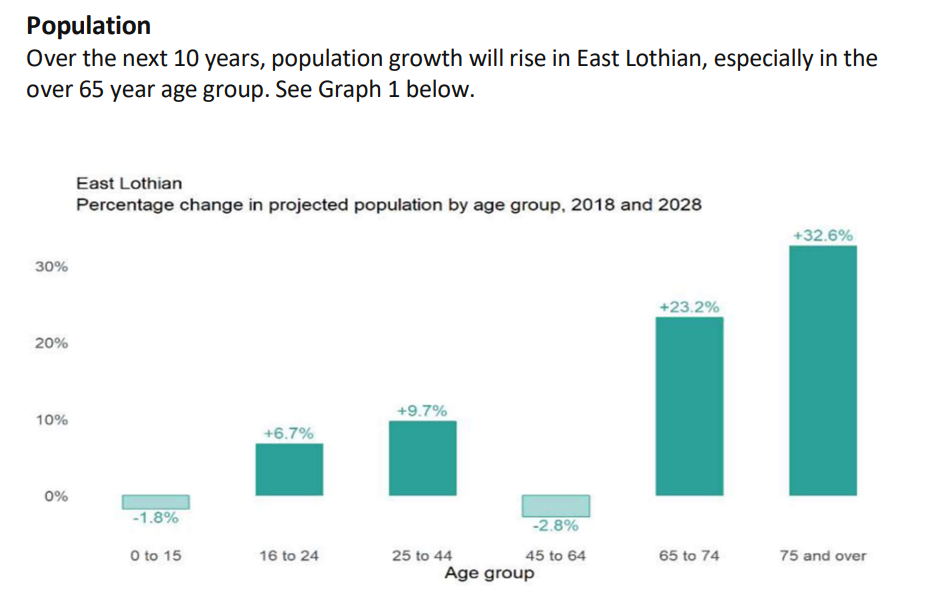 Population
Over the next 10 years, population growth will rise in East Lothian, especially in the
over 65 year age group. See Graph 1 below.
East Lothian
Percentage change in projected population by age group, 2018 and 2028
+32.6%
30%
+23.2%
20%
+9.7%
10%
+6.7%
0%
-1.8%
-2.8%
0 to 15 16 to 24 25 to 44 45 to 64 65 to 74 75 and over
Age group